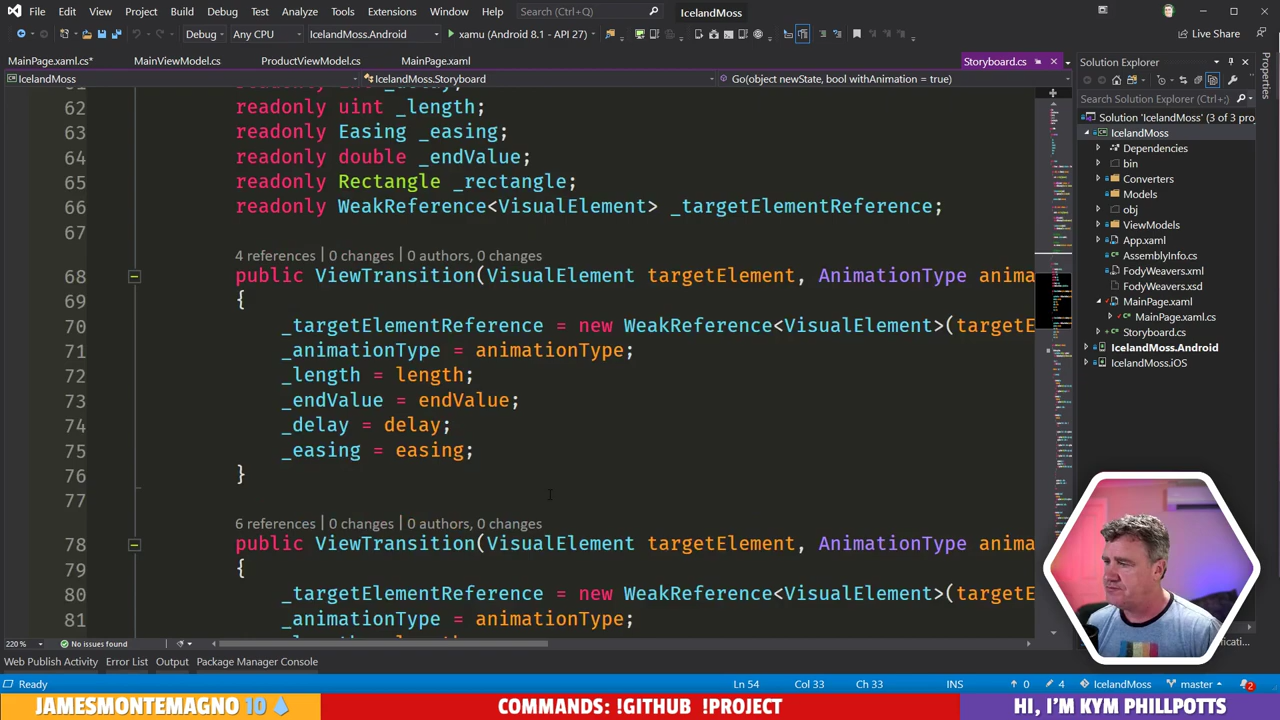 File Edit View Project Build Debug Test Analyze Tools Extensions Window Help Search (Ctrl+Q) IcelandMoss
Debug Any CPU IcelandMoss.Android xamu (Android 8.1 - API 27) Live Share
MainPage.xaml.cs* MainViewModel.cs ProductViewModel.cs MainPage.xaml Storyboard.cs Solution Explorer
IcelandMoss IcelandMoss.Storyboard Go(object newState, bool withAnimation = true)
Properties
Search Solution Explorer (Ctrl+;)
Solution 'IcelandMoss' (3 of 3 pro
IcelandMoss
Dependencies
bin
Converters
Models
obj
ViewModels
App.xaml
AssemblyInfo.cs
FodyWeavers.xml
FodyWeavers.xsd
MainPage.xaml
MainPage.xaml.cs
Storyboard.cs
IcelandMoss.Android
IcelandMoss.iOS
62 readonly uint _length;
63 readonly Easing _easing;
64 readonly double _endValue;
65 readonly Rectangle _rectangle;
66 readonly WeakReference<VisualElement> _targetElementReference;
67
4 references | 0 changes | 0 authors, 0 changes
68 public ViewTransition(VisualElement targetElement, AnimationType anima
69 {
70 _targetElementReference = new WeakReference<VisualElement>(targetE
71 _animationType = animationType;
72 _length = length;
73 _endValue = endValue;
74 _delay = delay;
75 _easing = easing;
76 }
77
6 references | 0 changes | 0 authors, 0 changes
78 public ViewTransition(VisualElement targetElement, AnimationType anima
79 {
80 _targetElementReference = new WeakReference<VisualElement>(targetE
81 _animationType = animationType;
220 % No issues found
Web Publish Activity Error List Output Package Manager Console
Ready Ln 54 Col 33 Ch 33 INS 0 4 IcelandMoss master 2
JAMESMONTEMAGNO 10 COMMANDS: !GITHUB !PROJECT HI, I'M KYM PHILLPOTTS